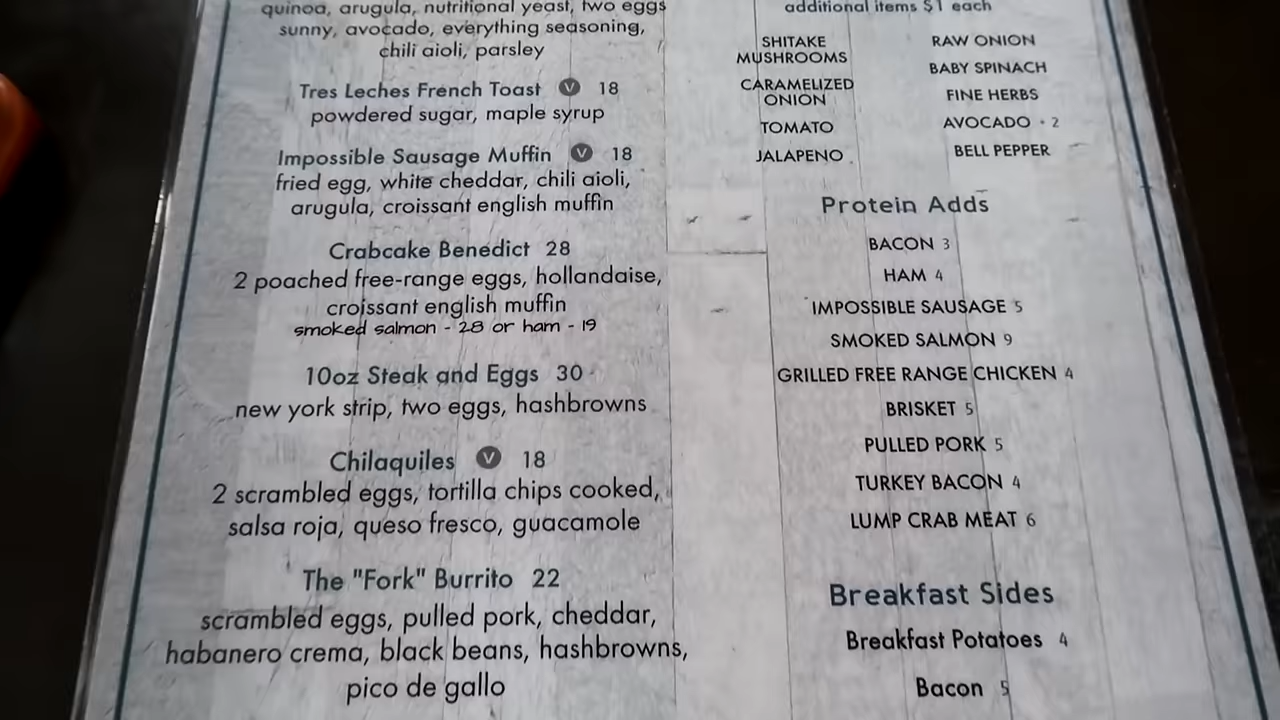 quinoa, arugula, nutritional yeast, two eggs
sunny, avocado, everything seasoning,
chili aioli, parsley
Tres Leches French Toast V 18
powdered sugar, maple syrup
Impossible Sausage Muffin V 18
fried egg, white cheddar, chili aioli,
arugula, croissant english muffin
Crabcake Benedict 28
2 poached free-range eggs, hollandaise,
croissant english muffin
smoked salmon - 28 or ham - 19
10oz Steak and Eggs 30
new york strip, two eggs, hashbrowns
Chilaquiles V 18
2 scrambled eggs, tortilla chips cooked,
salsa roja, queso fresco, guacamole
The "Fork" Burrito 22
scrambled eggs, pulled pork, cheddar,
habanero crema, black beans, hashbrowns,
pico de gallo
additional items $1 each
SHITAKE
MUSHROOMS
CARAMELIZED
ONION
TOMATO
JALAPENO
RAW ONION
BABY SPINACH
FINE HERBS
AVOCADO · 2
BELL PEPPER
Protein Adds
BACON 3
HAM 4
IMPOSSIBLE SAUSAGE 5
SMOKED SALMON 9
GRILLED FREE RANGE CHICKEN 4
BRISKET 5
PULLED PORK 5
TURKEY BACON 4
LUMP CRAB MEAT 6
Breakfast Sides
Breakfast Potatoes 4
Bacon 5